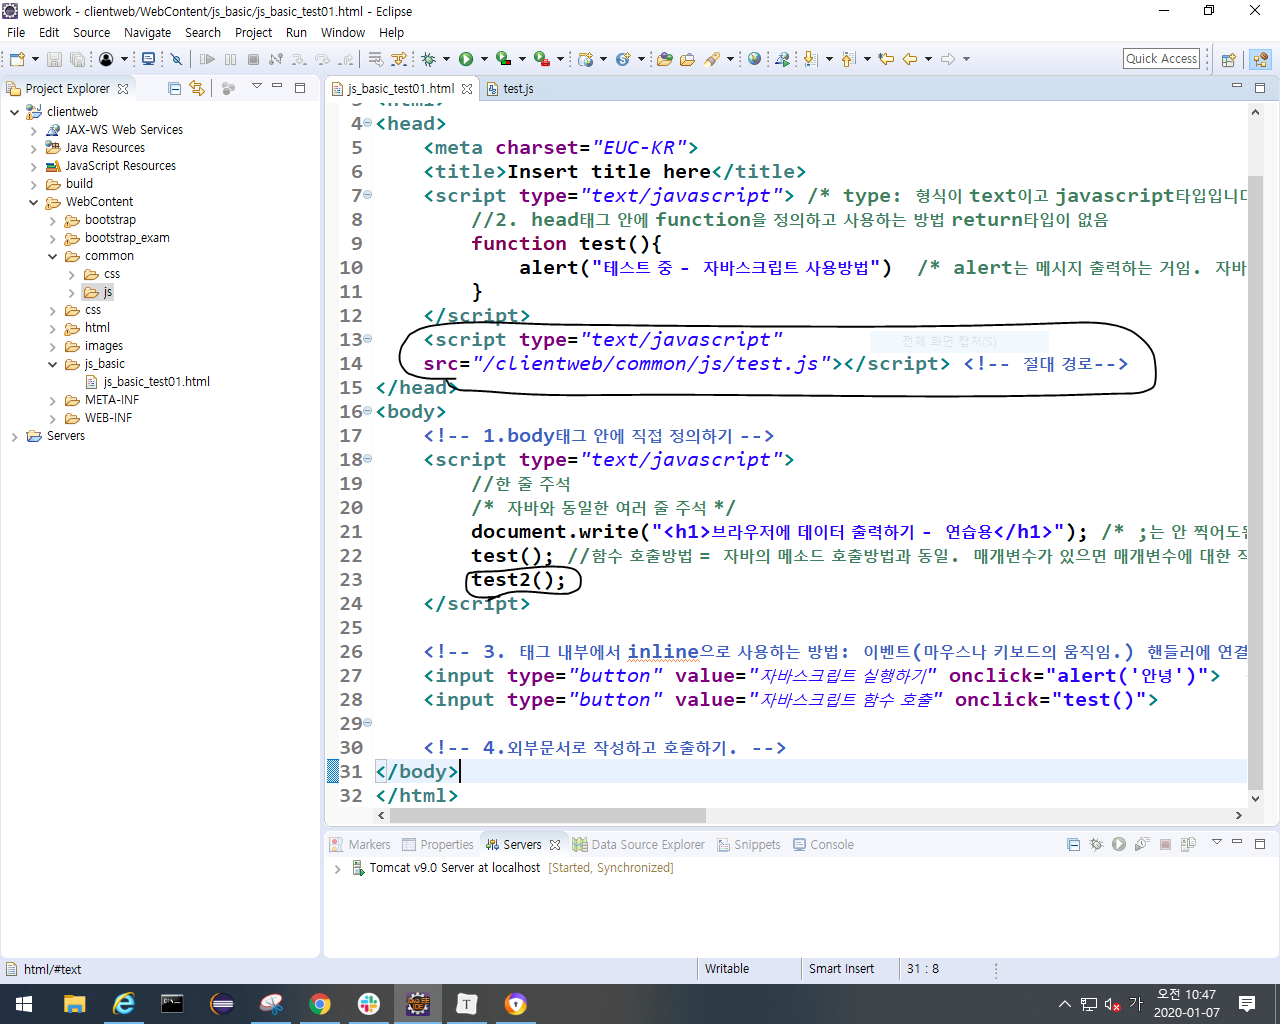 webwork - clientweb/WebContent/js_basic/js_basic_test01.html - Eclipse
File Edit Source Navigate Search Project Run Window Help
Quick Access
Project Explorer
js_basic_test01.html
test.js
clientweb
JAX-WS Web Services
Java Resources
JavaScript Resources
build
WebContent
bootstrap
bootstrap_exam
common
css
js
css
html
images
js_basic
js_basic_test01.html
META-INF
WEB-INF
Servers
4 <head>
5 <meta charset="EUC-KR">
6 <title>Insert title here</title>
7 <script type="text/javascript"> /* type: 형식이 text이고 javascript타입입니다
8 //2. head태그 안에 function을 정의하고 사용하는 방법 return타입이 없음
9 function test(){
10 alert("테스트 중 - 자바스크립트 사용방법") /* alert는 메시지 출력하는 거임. 자바
11 }
12 </script>
13 <script type="text/javascript"
전체 화면 캡저(S)
14 src="/clientweb/common/js/test.js"></script> <!-- 절대 경로-->
15 </head>
16 <body>
17 <!-- 1.body태그 안에 직접 정의하기 -->
18 <script type="text/javascript">
19 //한 줄 주석
20 /* 자바와 동일한 여러 줄 주석 */
21 document.write("<h1>브라우저에 데이터 출력하기 - 연습용</h1>"); /* ;는 안 찍어도됨
22 test(); //함수 호출방법 = 자바의 메소드 호출방법과 동일. 매개변수가 있으면 매개변수에 대한 직
23 test2();
24 </script>
25
26 <!-- 3. 태그 내부에서 inline으로 사용하는 방법: 이벤트(마우스나 키보드의 움직임.) 핸들러에 연결
27 <input type="button" value="자바스크립트 실행하기" onclick="alert('안녕')">
28 <input type="button" value="자바스크립트 함수 호출" onclick="test()">
29
30 <!-- 4.외부문서로 작성하고 호출하기. -->
31 </body>
32 </html>
Markers Properties Servers Data Source Explorer Snippets Console
Tomcat v9.0 Server at localhost [Started, Synchronized]
html/#text
Writable
Smart Insert
31 : 8
가
오전 10:47
2020-01-07